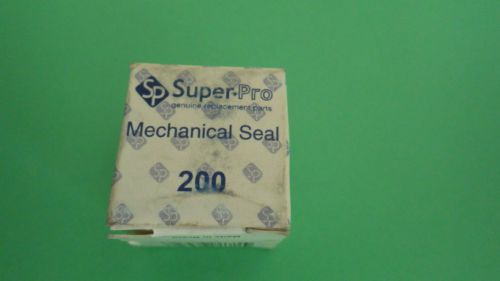 SP Super-Pro
genuine replacement parts
Mechanical Seal
200